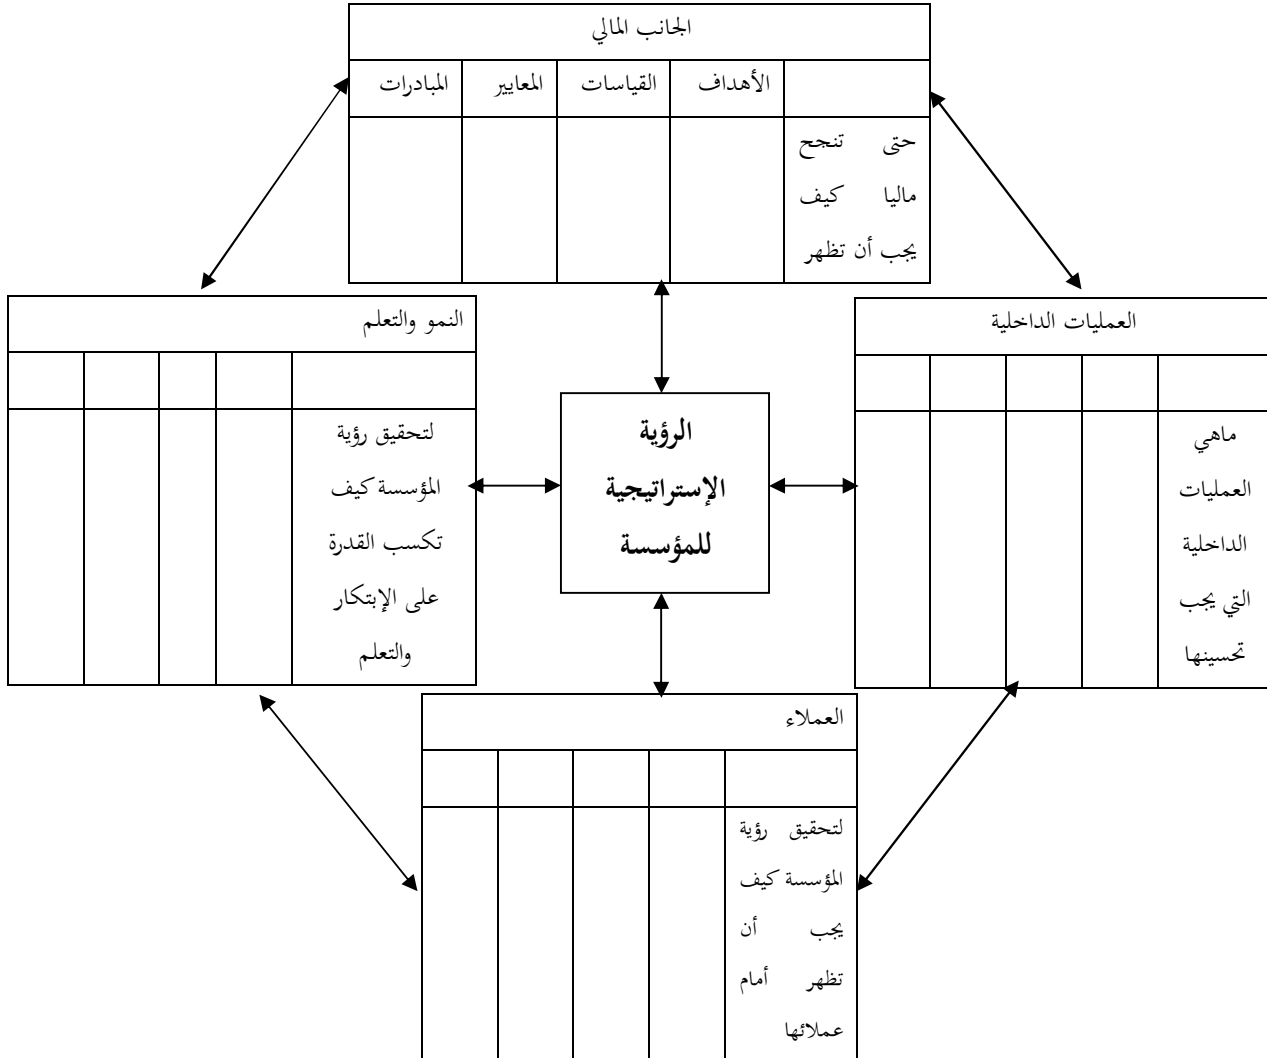 الجانب المالي
الأهداف القياسات المعايير المبادرات
حتى تنجح
ماليا كيف
يجب أن تظهر
العمليات الداخلية
ماهي
العمليات
الداخلية
التي يجب
تحسينها
الرؤية
الإستراتيجية
للمؤسسة
النمو والتعلم
لتحقيق رؤية
المؤسسة كيف
تكسب القدرة
على الإبتكار
والتعلم
العملاء
لتحقيق رؤية
المؤسسة كيف
يجب أن
تظهر أمام
عملائها